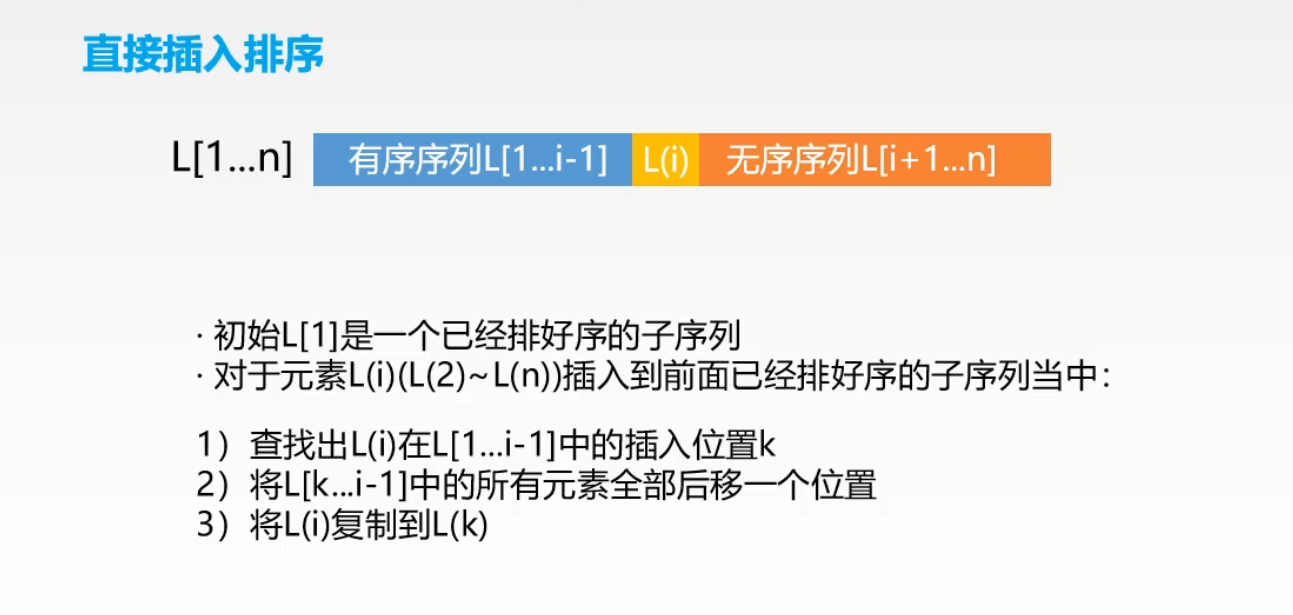 直接插入排序
L[1...n] 有序序列L[1...i-1] L(i) 无序序列L[i+1...n]
· 初始L[1]是一个已经排好序的子序列
· 对于元素L(i)(L(2)~L(n))插入到前面已经排好序的子序列当中：
1）查找出L(i)在L[1...i-1]中的插入位置k
2）将L[k...i-1]中的所有元素全部后移一个位置
3）将L(i)复制到L(k)